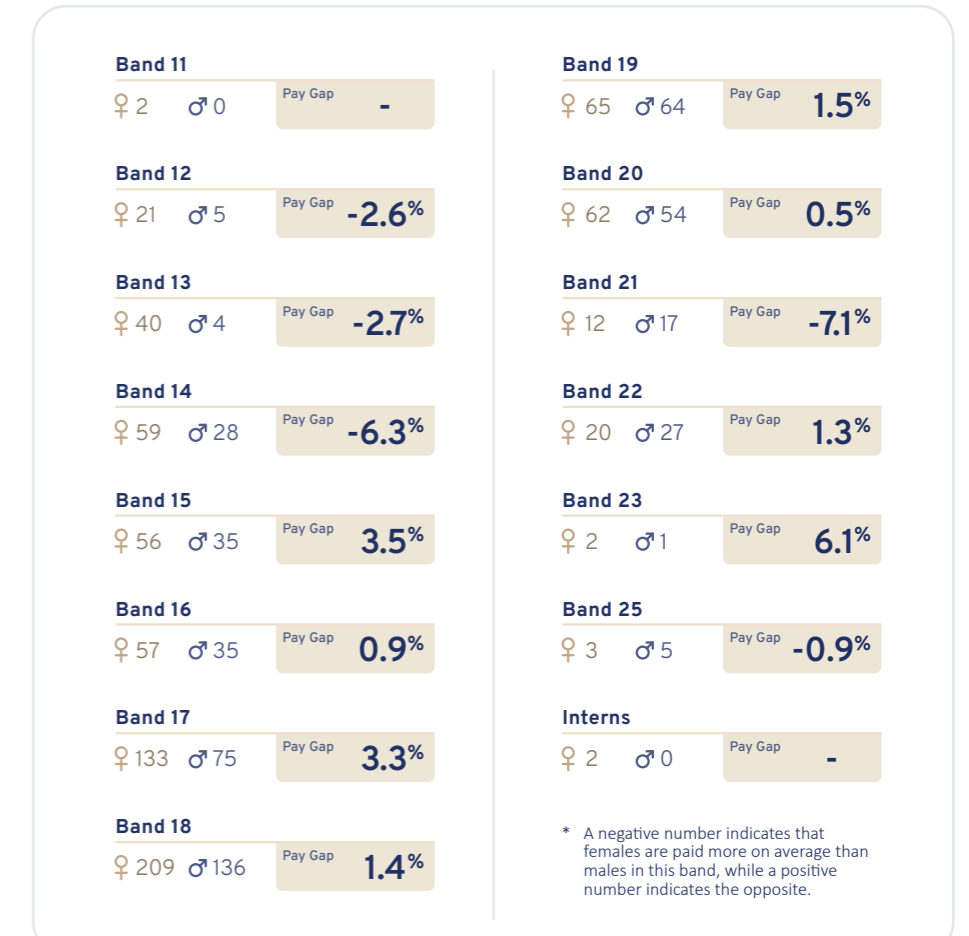 Band 11
♀ 2 ♂ 0 Pay Gap -
Band 12
♀ 21 ♂ 5 Pay Gap -2.6%
Band 13
♀ 40 ♂ 4 Pay Gap -2.7%
Band 14
♀ 59 ♂ 28 Pay Gap -6.3%
Band 15
♀ 56 ♂ 35 Pay Gap 3.5%
Band 16
♀ 57 ♂ 35 Pay Gap 0.9%
Band 17
♀ 133 ♂ 75 Pay Gap 3.3%
Band 18
♀ 209 ♂ 136 Pay Gap 1.4%
Band 19
♀ 65 ♂ 64 Pay Gap 1.5%
Band 20
♀ 62 ♂ 54 Pay Gap 0.5%
Band 21
♀ 12 ♂ 17 Pay Gap -7.1%
Band 22
♀ 20 ♂ 27 Pay Gap 1.3%
Band 23
♀ 2 ♂ 1 Pay Gap 6.1%
Band 25
♀ 3 ♂ 5 Pay Gap -0.9%
Interns
♀ 2 ♂ 0 Pay Gap -
* A negative number indicates that
females are paid more on average than
males in this band, while a positive
number indicates the opposite.